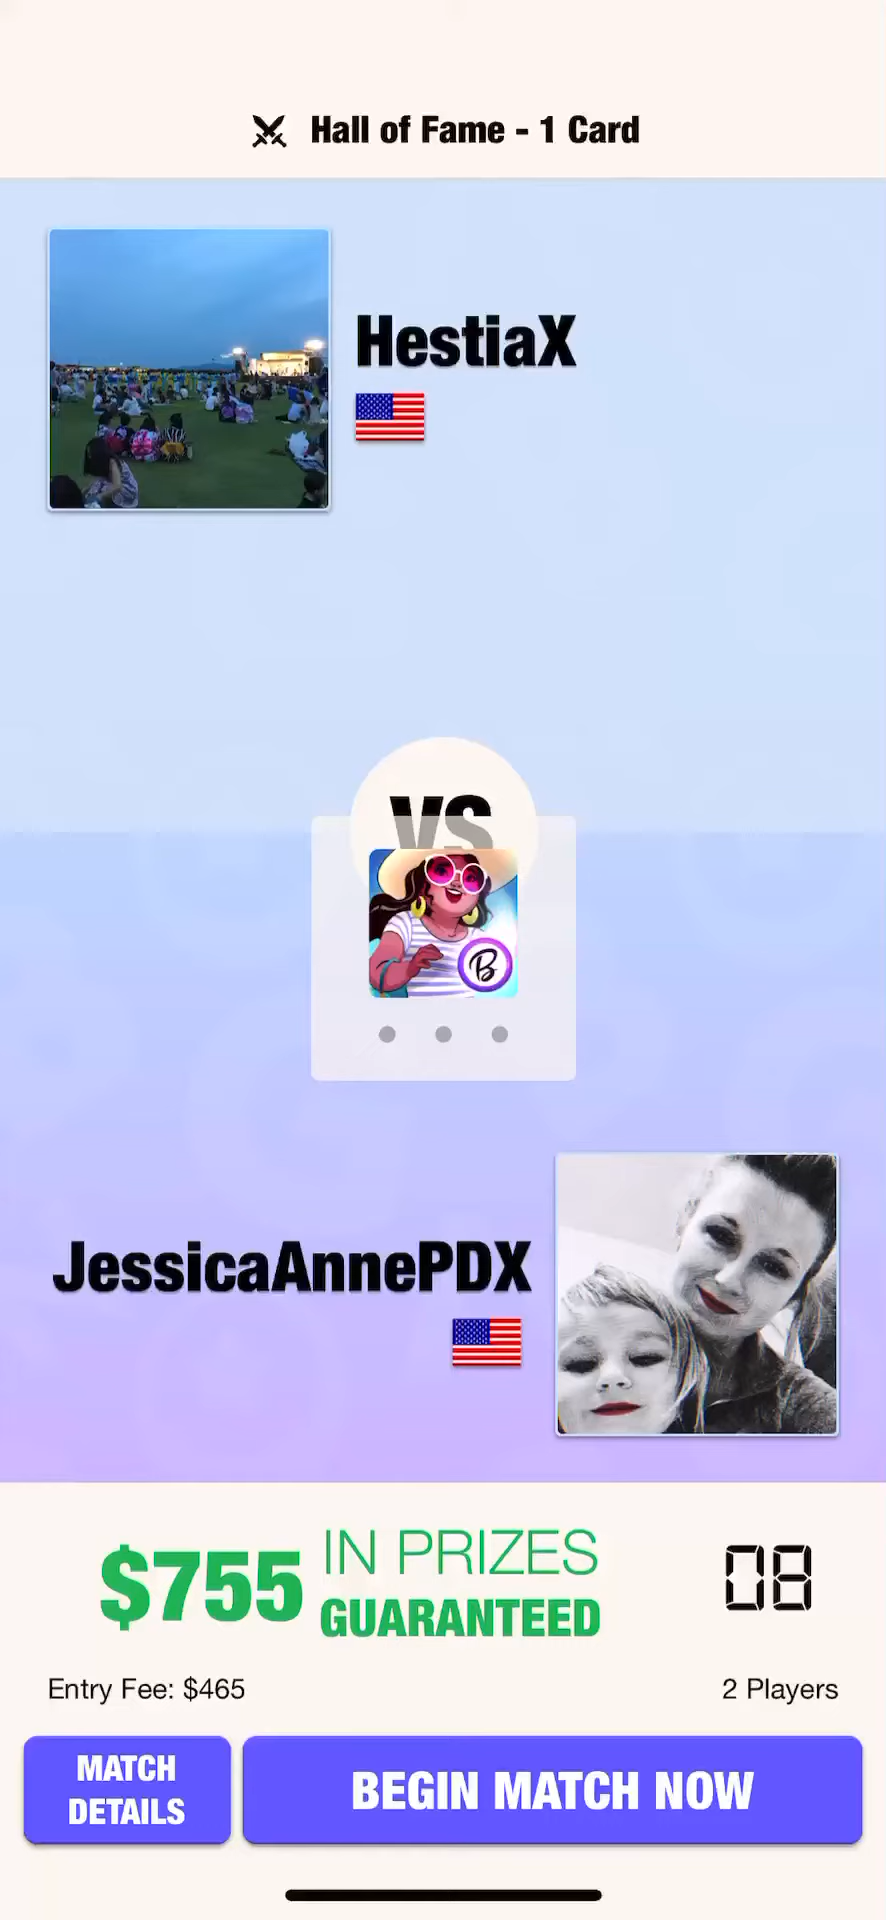 Hall of Fame - 1 Card
HestiaX
VS
B
JessicaAnnePDX
$755 IN PRIZES
GUARANTEED
08
Entry Fee: $465
2 Players
MATCH
DETAILS
BEGIN MATCH NOW